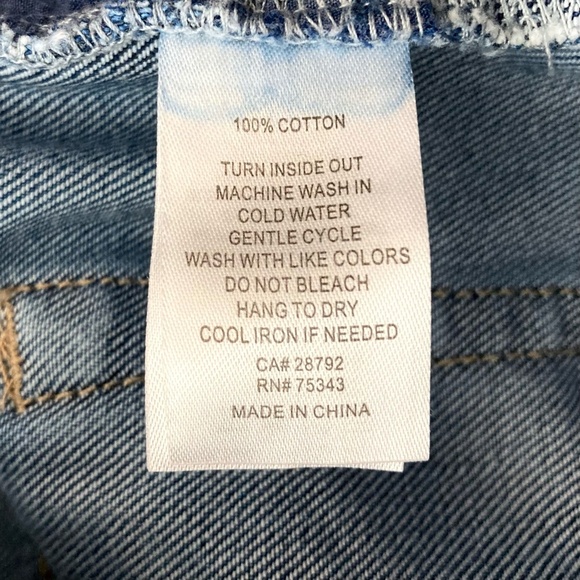 100% COTTON
TURN INSIDE OUT
MACHINE WASH IN
COLD WATER
GENTLE CYCLE
WASH WITH LIKE COLORS
DO NOT BLEACH
HANG TO DRY
COOL IRON IF NEEDED
CA# 28792
RN# 75343
MADE IN CHINA